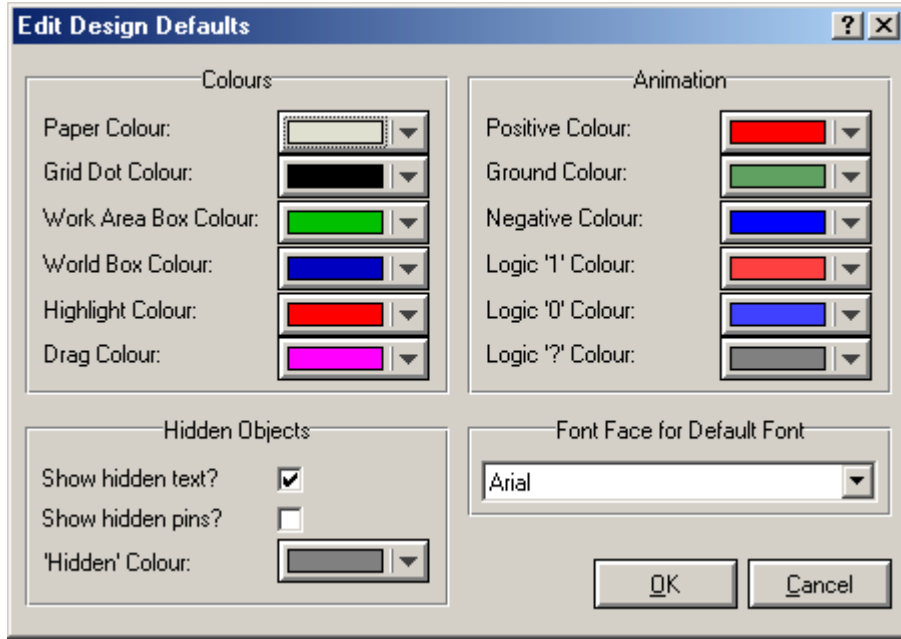 Edit Design Defaults
Colours
Paper Colour:
Grid Dot Colour:
Work Area Box Colour:
World Box Colour:
Highlight Colour:
Drag Colour:
Animation
Positive Colour:
Ground Colour:
Negative Colour:
Logic '1' Colour:
Logic '0' Colour:
Logic '?' Colour:
Hidden Objects
Show hidden text?
Show hidden pins?
'Hidden' Colour:
Font Face for Default Font
Arial
OK
Cancel